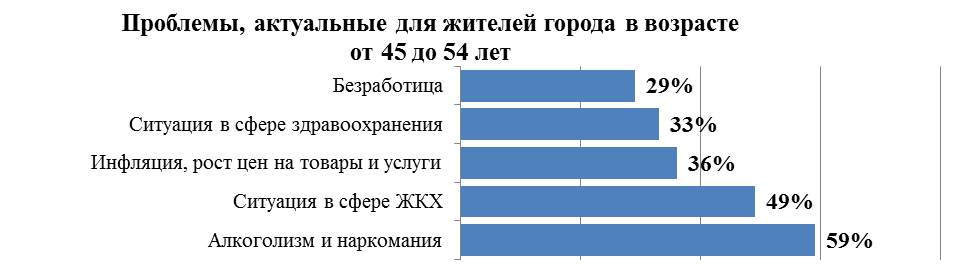 Проблемы, актуальные для жителей города в возрасте
от 45 до 54 лет
Безработица 29%
Ситуация в сфере здравоохранения 33%
Инфляция, рост цен на товары и услуги 36%
Ситуация в сфере ЖКХ 49%
Алкоголизм и наркомания 59%